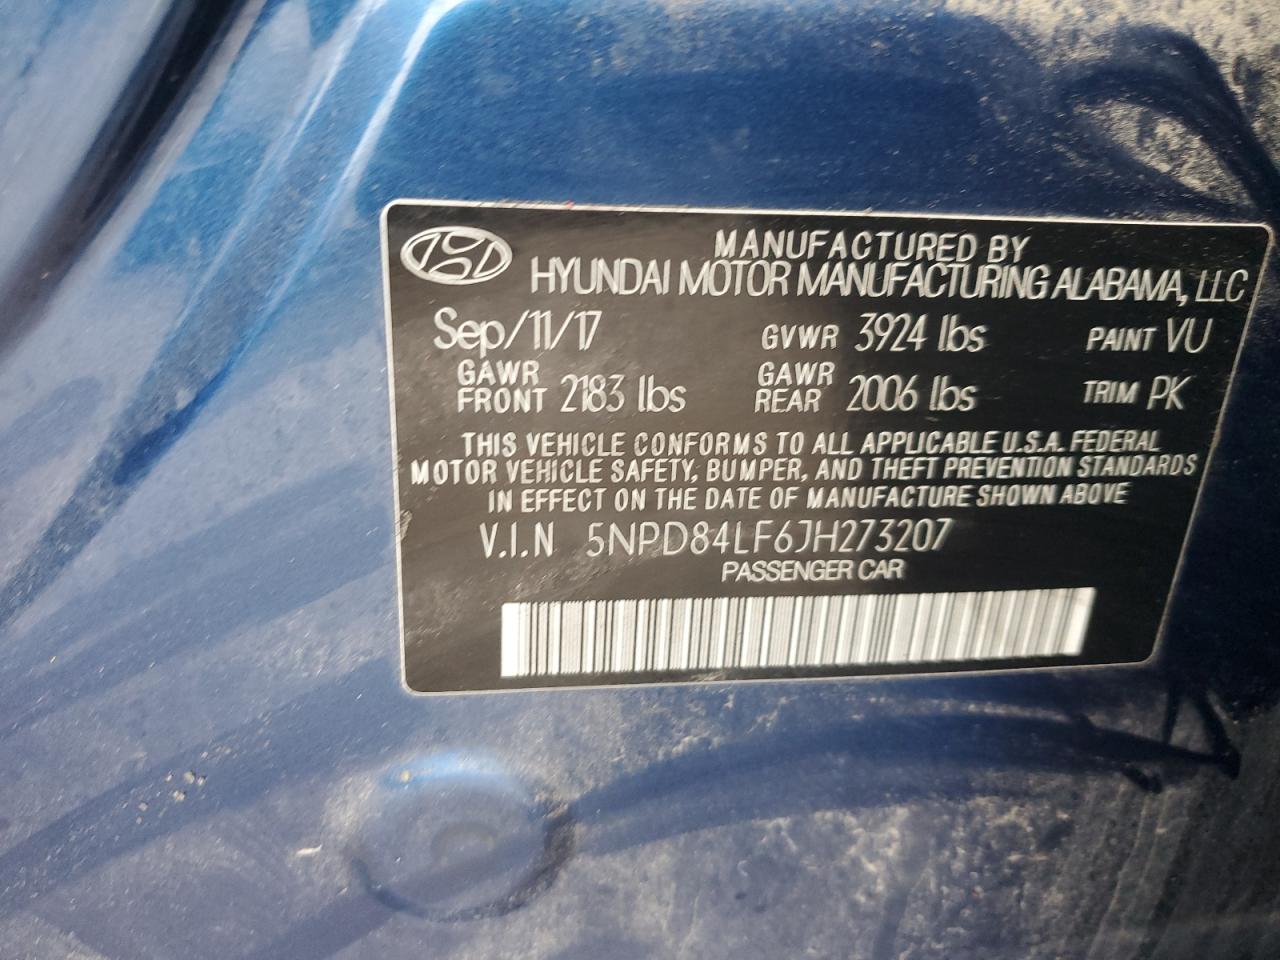 MANUFACTURED BY
HYUNDAI MOTOR MANUFACTURING ALABAMA, LLC
Sep/11/17 GVWR 3924 lbs PAINT VU
GAWR FRONT 2183 lbs GAWR REAR 2006 lbs TRIM PK
THIS VEHICLE CONFORMS TO ALL APPLICABLE U.S.A. FEDERAL
MOTOR VEHICLE SAFETY, BUMPER, AND THEFT PREVENTION STANDARDS
IN EFFECT ON THE DATE OF MANUFACTURE SHOWN ABOVE
V.I.N 5NPD84LF6JH273207
PASSENGER CAR